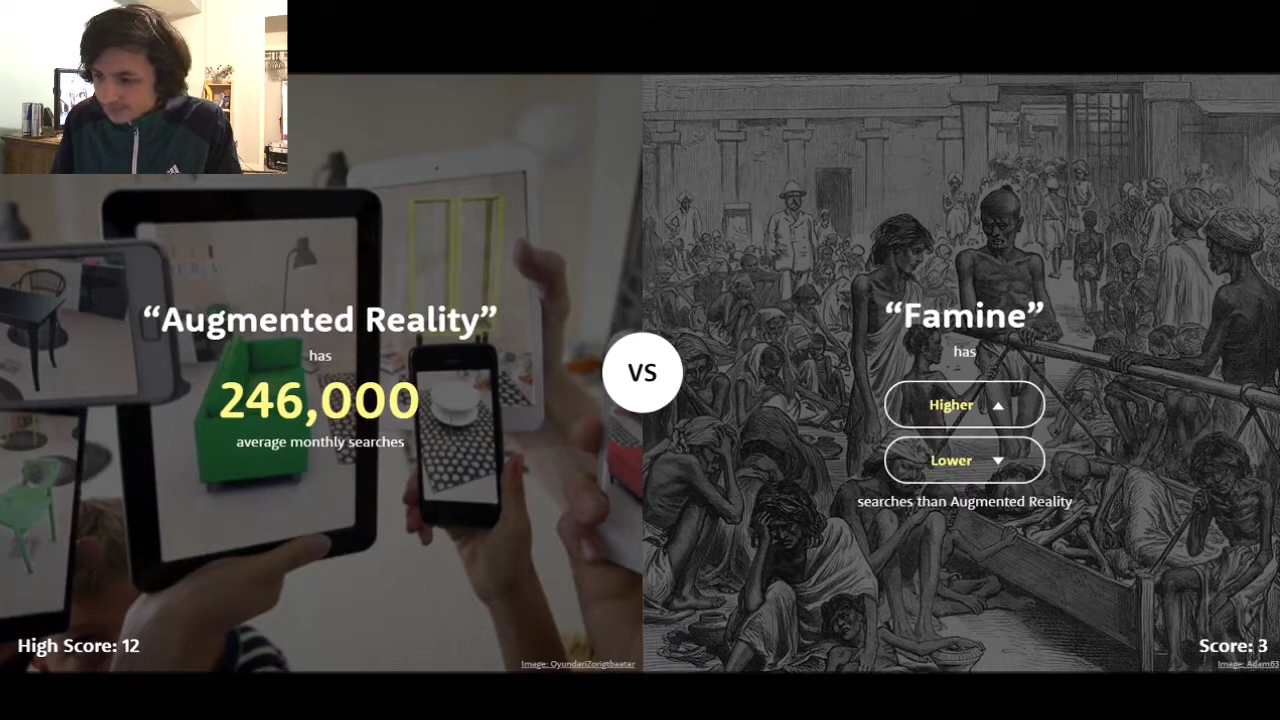 “Augmented Reality”
has
246,000
average monthly searches
VS
“Famine”
has
Higher
Lower
searches than Augmented Reality
High Score: 12
Image: OyundariZorigtbaatar
Score: 3
Image: Adam63